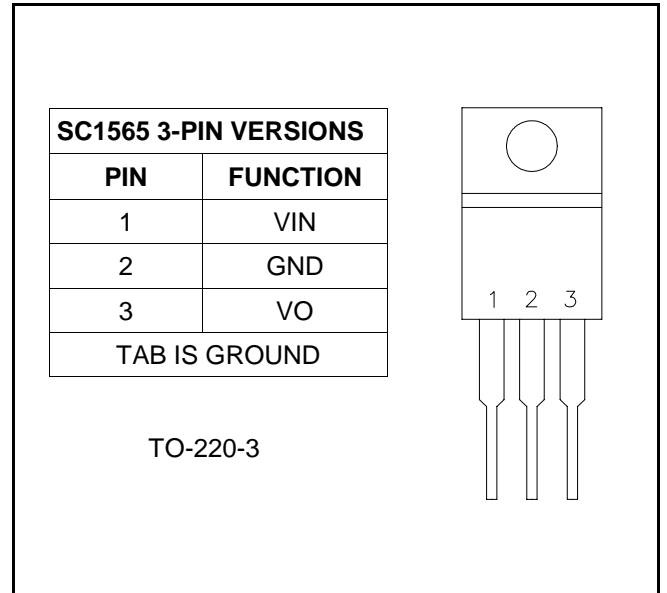 SC1565 3-PIN VERSIONS
PIN FUNCTION
1 VIN
2 GND
3 VO
TAB IS GROUND
TO-220-3
1 2 3